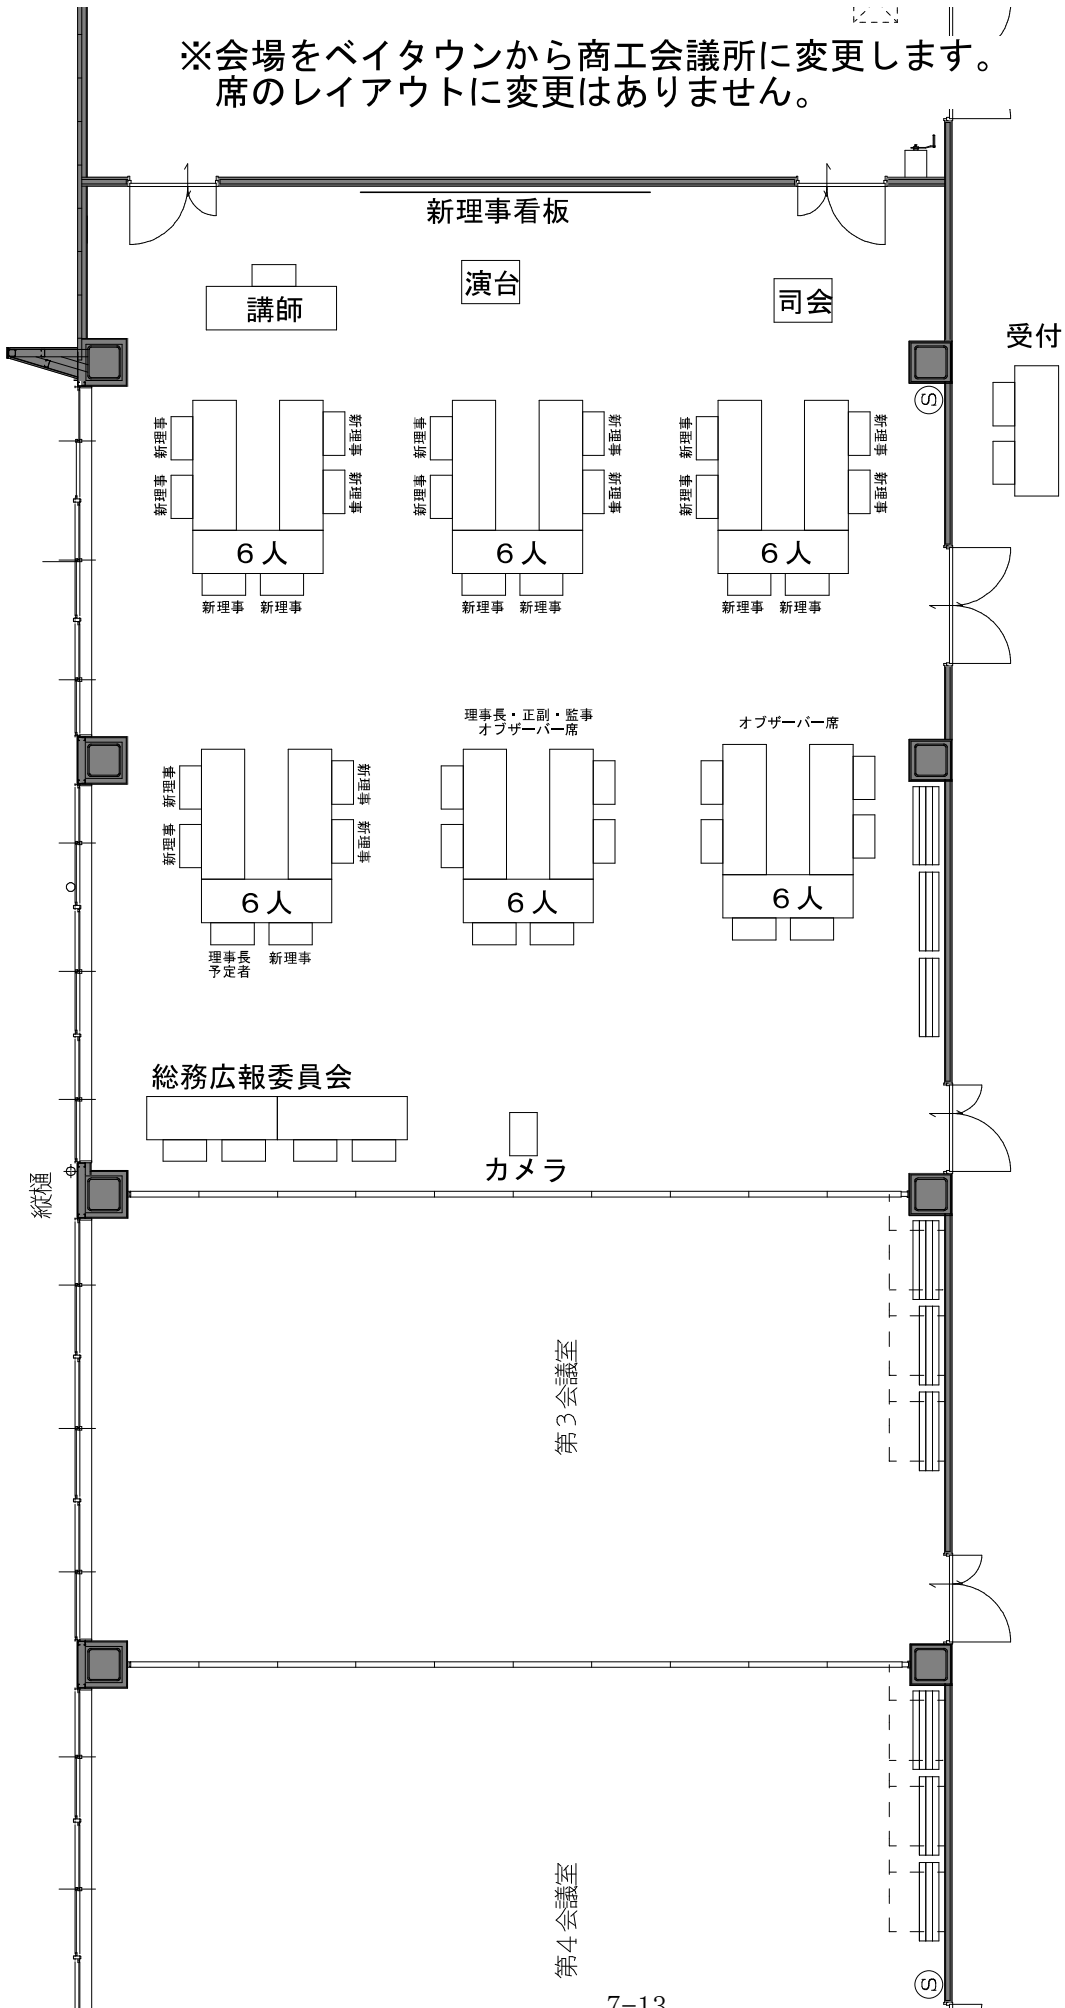 ※会場をベイタウンから商工会議所に変更します。
席のレイアウトに変更はありません。
新理事看板
講師
演台
司会
受付
S
新理事
新理事
新理事
新理事
6人
新理事 新理事
新理事
新理事
新理事
新理事
6人
新理事 新理事
新理事
新理事
新理事
新理事
6人
新理事 新理事
新理事
新理事
新理事
新理事
6人
理事長
予定者
新理事
理事長・正副・監事
オブザーバー席
6人
オブザーバー席
6人
総務広報委員会
カメラ
縦樋
第3会議室
第4会議室
S
7-13